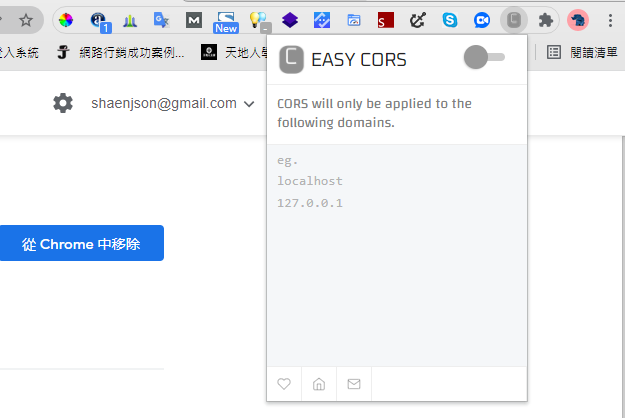 1
New
-
C
登入系統
網路行銷成功案例...
天地人學
閱讀清單
shaenjson@gmail.com
C
EASY CORS
CORS will only be applied to the
following domains.
eg.
localhost
127.0.0.1
從 Chrome 中移除